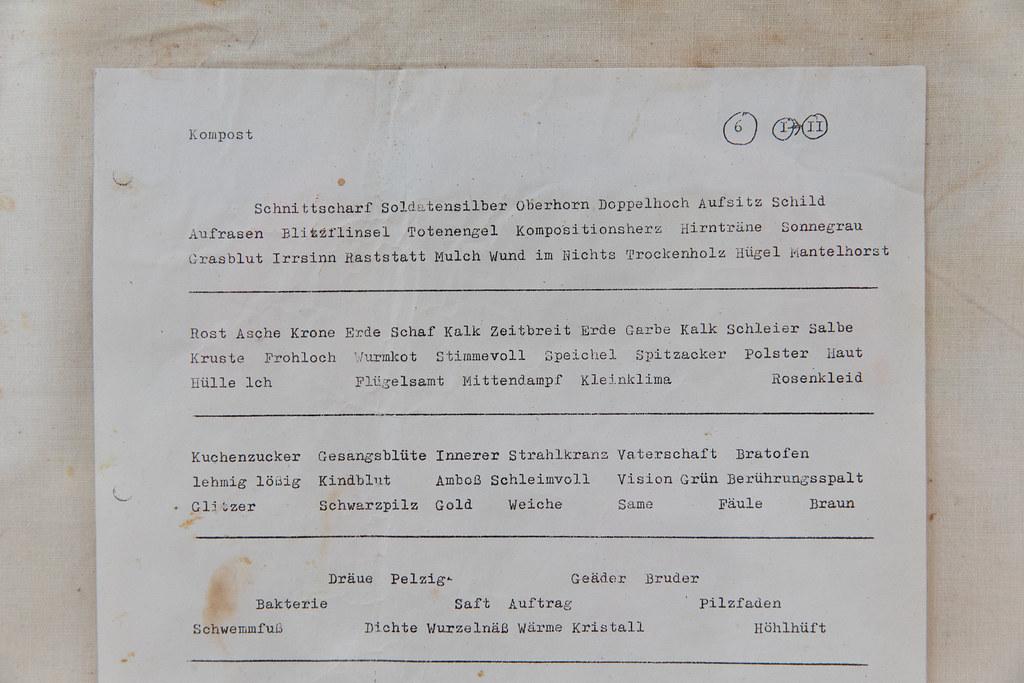 Kompost 6 I→II
Schnittscharf Soldatensilber Oberhorn Doppelhoch Aufsitz Schild
Aufrasen Blitzflinsel Totenengel Kompositionsherz Hirnträne Sonnegrau
Grasblut Irrsinn Raststatt Mulch Wund im Nichts Trockenholz Hügel Mantelhorst
Rost Asche Krone Erde Schaf Kalk Zeitbreit Erde Garbe Kalk Schleier Salbe
Kruste Frohloch Wurmkot Stimmevoll Speichel Spitzacker Polster Haut
Hülle lch Flügelsamt Mittendampf Kleinklima Rosenkleid
Kuchenzucker Gesangsblüte Innerer Strahlkranz Vaterschaft Bratofen
lehmig lößig Kindblut Amboß Schleimvoll Vision Grün Berührungsspalt
Glitzer Schwarzpilz Gold Weiche Same Fäule Braun
Dräue Pelzig Geäder Bruder
Bakterie Saft Auftrag Pilzfaden
Schwemmfuß Dichte Wurzelnäß Wärme Kristall Höhlhüft